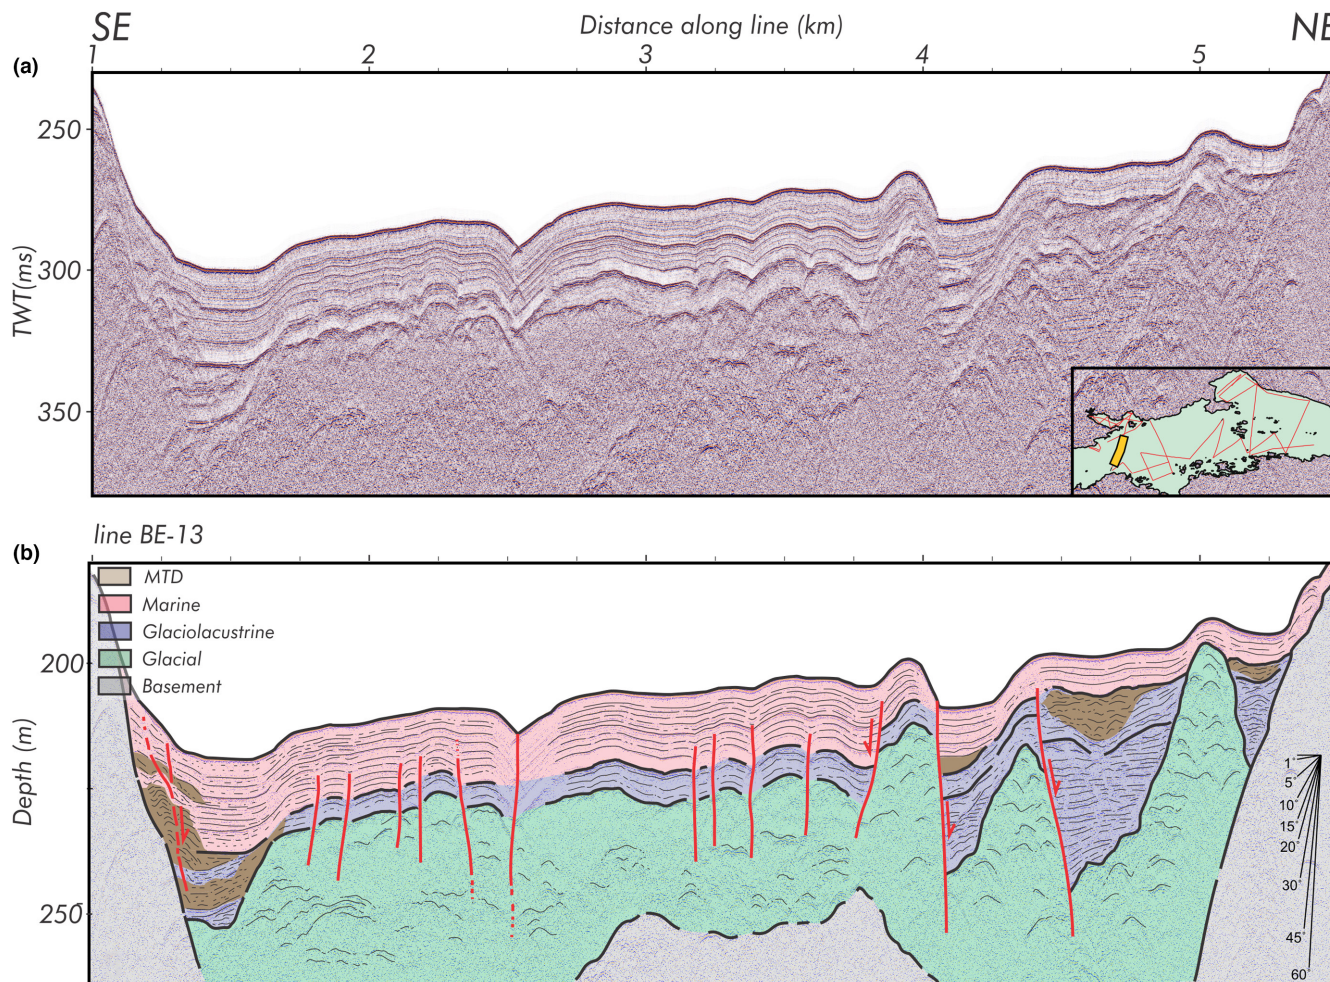 SE Distance along line (km) NE
1 2 3 4 5
(a)
250
300
350
TWT(ms)
line BE-13
(b)
MTD
Marine
Glaciolacustrine
Glacial
Basement
200
250
Depth (m)
1°
5°
10°
15°
20°
30°
45°
60°